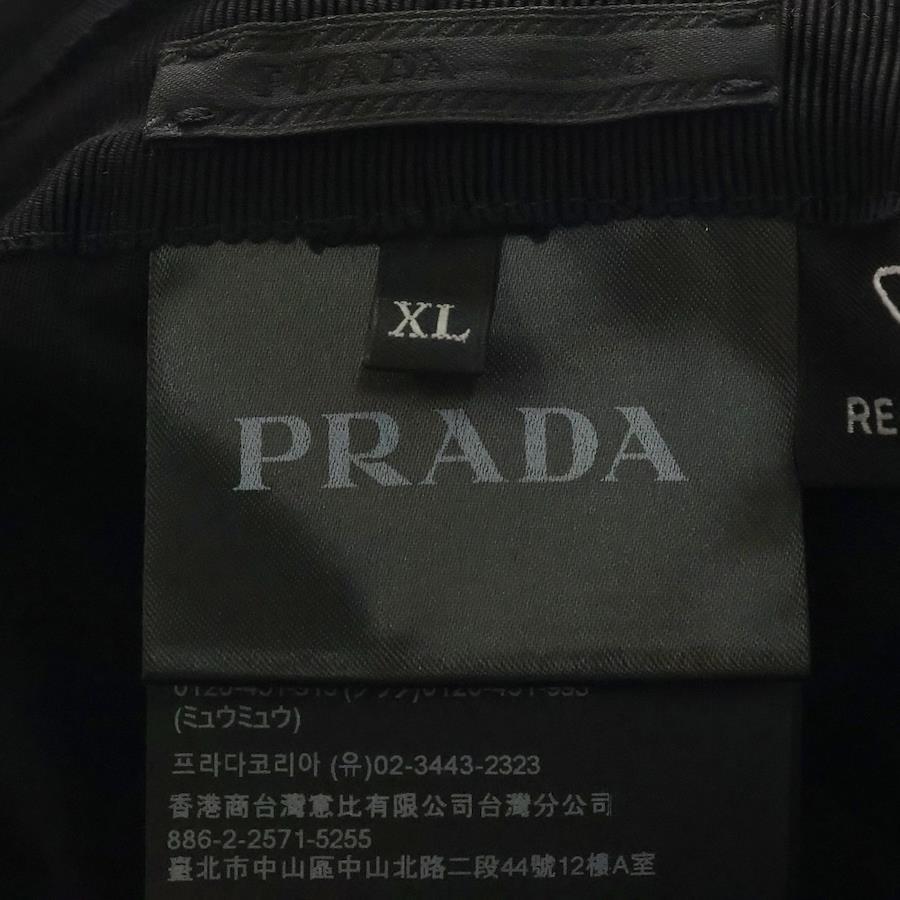 PRADA
XL
PRADA
RE
(ミュウミュウ)
프라다코리아 (유)02-3443-2323
香港商台灣意比有限公司台灣分公司
886-2-2571-5255
臺北市中山區中山北路二段44號12樓A室